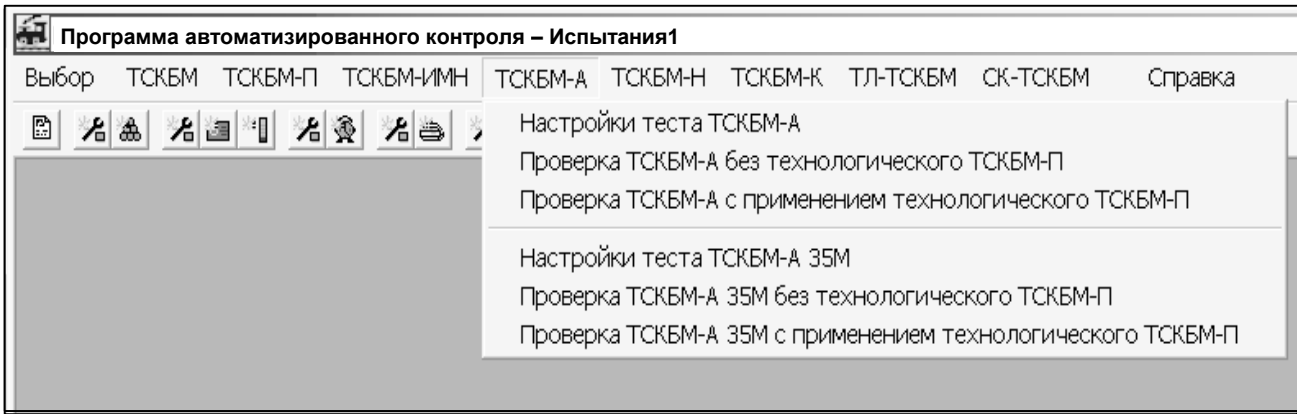 Программа автоматизированного контроля – Испытания1
Выбор ТСКБМ ТСКБМ-П ТСКБМ-ИМН ТСКБМ-А ТСКБМ-Н ТСКБМ-К ТЛ-ТСКБМ СК-ТСКБМ Справка
Настройки теста ТСКБМ-А
Проверка ТСКБМ-А без технологического ТСКБМ-П
Проверка ТСКБМ-А с применением технологического ТСКБМ-П
Настройки теста ТСКБМ-А 35М
Проверка ТСКБМ-А 35М без технологического ТСКБМ-П
Проверка ТСКБМ-А 35М с применением технологического ТСКБМ-П